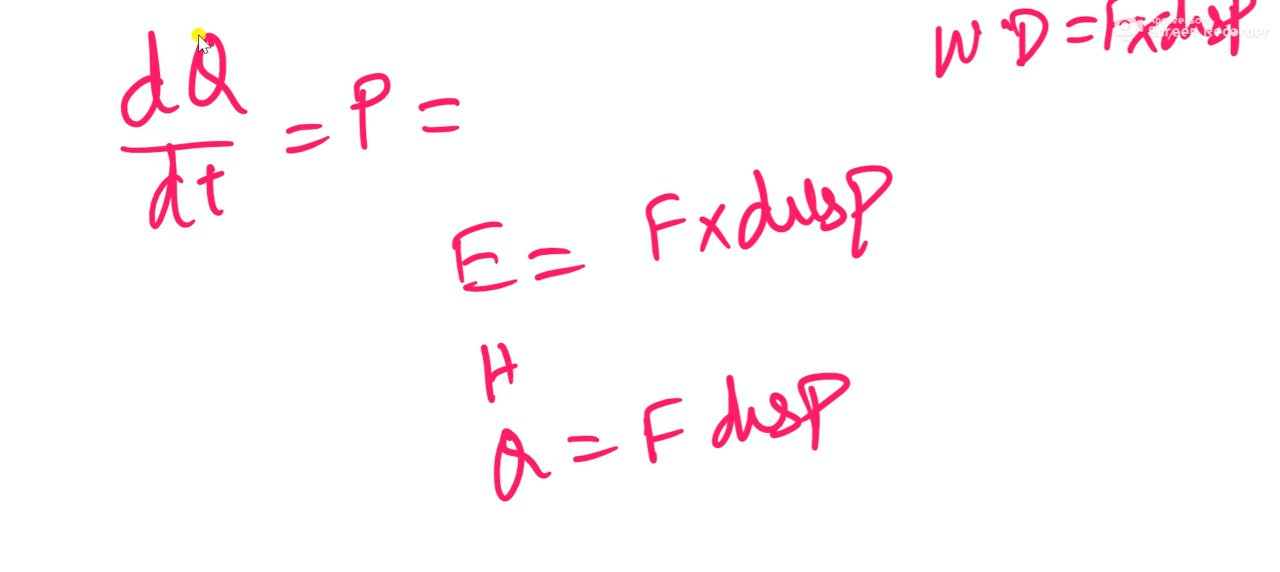 W·D = F×disp
dQ/dt = P =
E = F×disp
H
Q = F disp